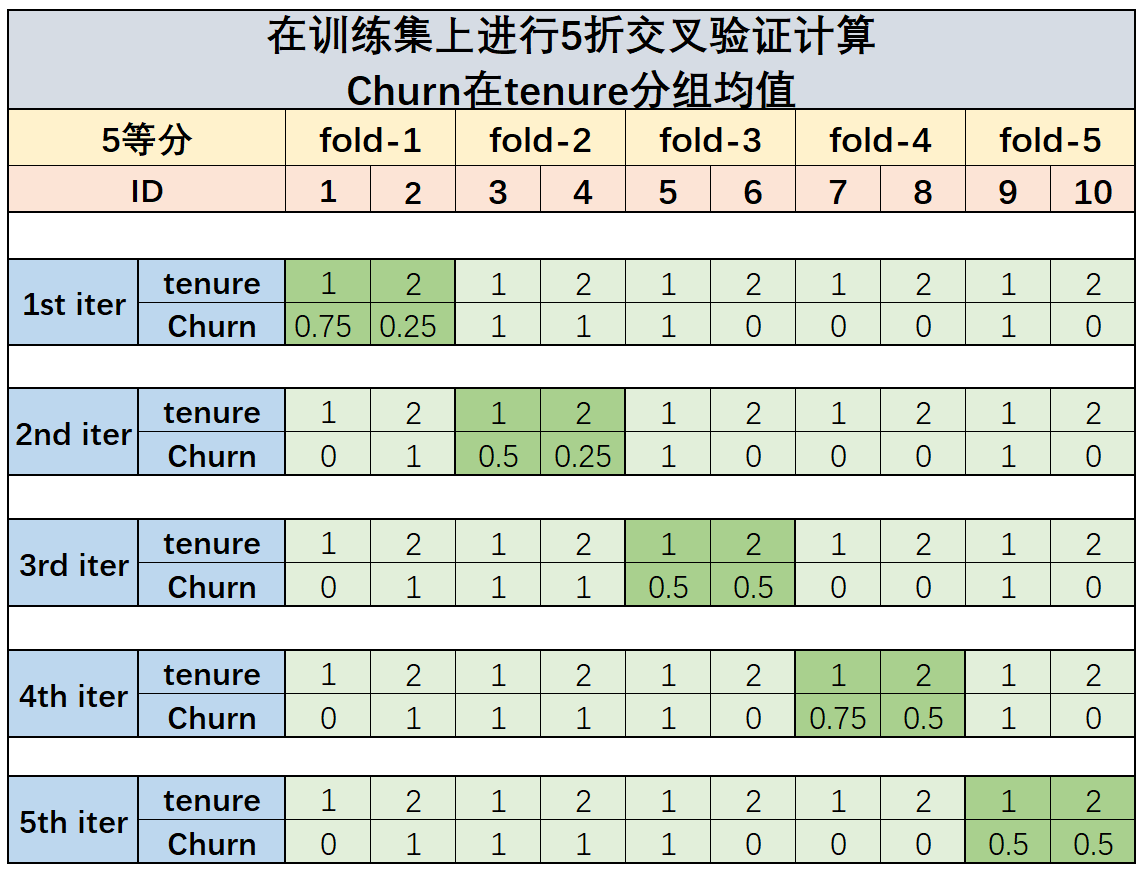 在训练集上进行5折交叉验证计算
Churn在tenure分组均值
5等分 fold-1 fold-2 fold-3 fold-4 fold-5
ID 1 2 3 4 5 6 7 8 9 10
1st iter
tenure 1 2 1 2 1 2 1 2 1 2
Churn 0.75 0.25 1 1 1 0 0 0 1 0
2nd iter
tenure 1 2 1 2 1 2 1 2 1 2
Churn 0 1 0.5 0.25 1 0 0 0 1 0
3rd iter
tenure 1 2 1 2 1 2 1 2 1 2
Churn 0 1 1 1 0.5 0.5 0 0 1 0
4th iter
tenure 1 2 1 2 1 2 1 2 1 2
Churn 0 1 1 1 1 0 0.75 0.5 1 0
5th iter
tenure 1 2 1 2 1 2 1 2 1 2
Churn 0 1 1 1 1 0 0 0 0.5 0.5